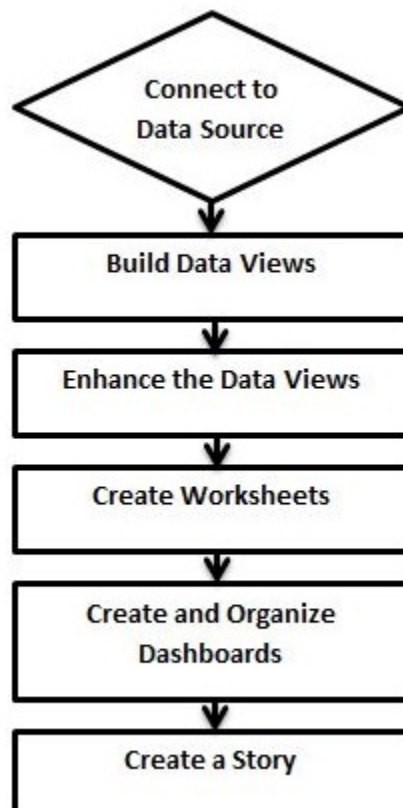 Connect to
Data Source
Build Data Views
Enhance the Data Views
Create Worksheets
Create and Organize
Dashboards
Create a Story